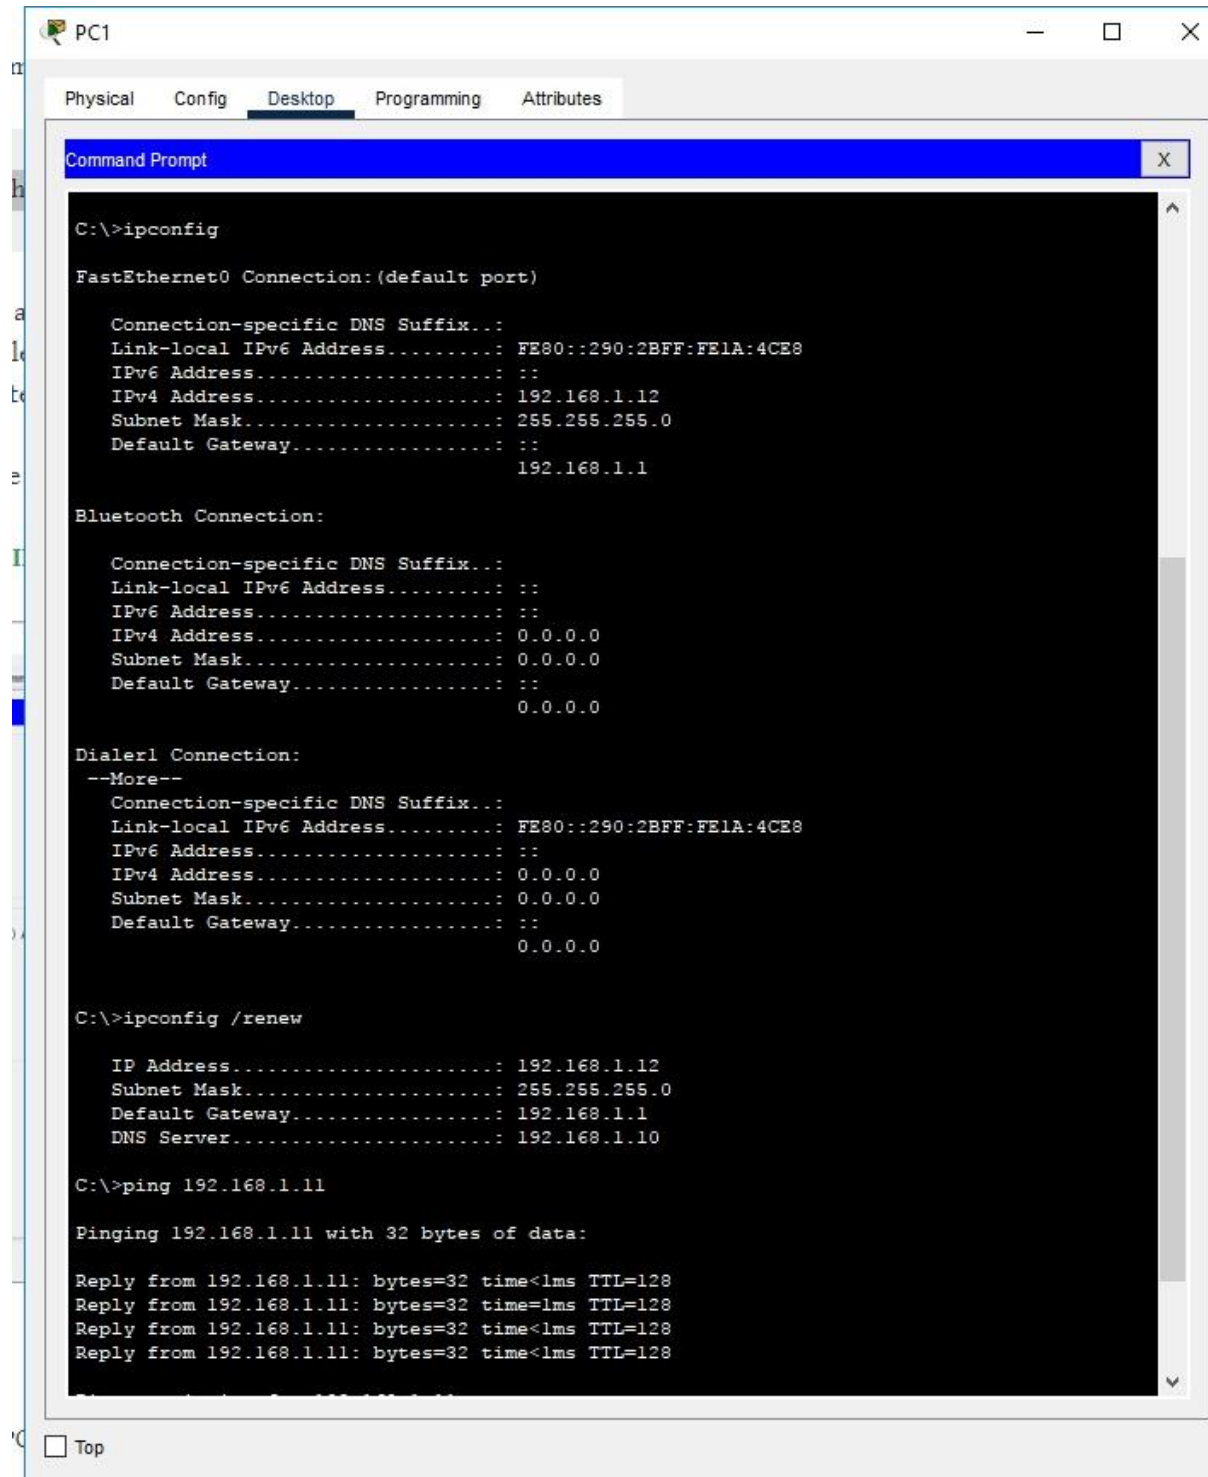 PC1
Physical Config Desktop Programming Attributes
Command Prompt
X
C:\>ipconfig
FastEthernet0 Connection:(default port)
Connection-specific DNS Suffix..:
Link-local IPv6 Address.........: FE80::290:2BFF:FE1A:4CE8
IPv6 Address....................: ::
IPv4 Address....................: 192.168.1.12
Subnet Mask.....................: 255.255.255.0
Default Gateway.................: ::
192.168.1.1
Bluetooth Connection:
Connection-specific DNS Suffix..:
Link-local IPv6 Address.........: ::
IPv6 Address....................: ::
IPv4 Address....................: 0.0.0.0
Subnet Mask.....................: 0.0.0.0
Default Gateway.................: ::
0.0.0.0
Dialer1 Connection:
--More--
Connection-specific DNS Suffix..:
Link-local IPv6 Address.........: FE80::290:2BFF:FE1A:4CE8
IPv6 Address....................: ::
IPv4 Address....................: 0.0.0.0
Subnet Mask.....................: 0.0.0.0
Default Gateway.................: ::
0.0.0.0
C:\>ipconfig /renew
IP Address......................: 192.168.1.12
Subnet Mask.....................: 255.255.255.0
Default Gateway.................: 192.168.1.1
DNS Server......................: 192.168.1.10
C:\>ping 192.168.1.11
Pinging 192.168.1.11 with 32 bytes of data:
Reply from 192.168.1.11: bytes=32 time<1ms TTL=128
Reply from 192.168.1.11: bytes=32 time=1ms TTL=128
Reply from 192.168.1.11: bytes=32 time<1ms TTL=128
Reply from 192.168.1.11: bytes=32 time<1ms TTL=128
Top